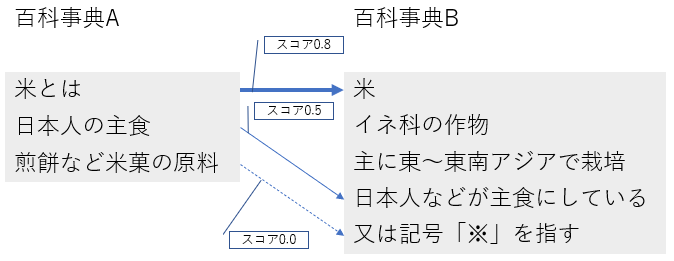 百科事典A
百科事典B
スコア0.8
米とは
米
スコア0.5
日本人の主食
イネ科の作物
煎餅など米菓の原料
主に東～東南アジアで栽培
日本人などが主食にしている
又は記号「※」を指す
スコア0.0